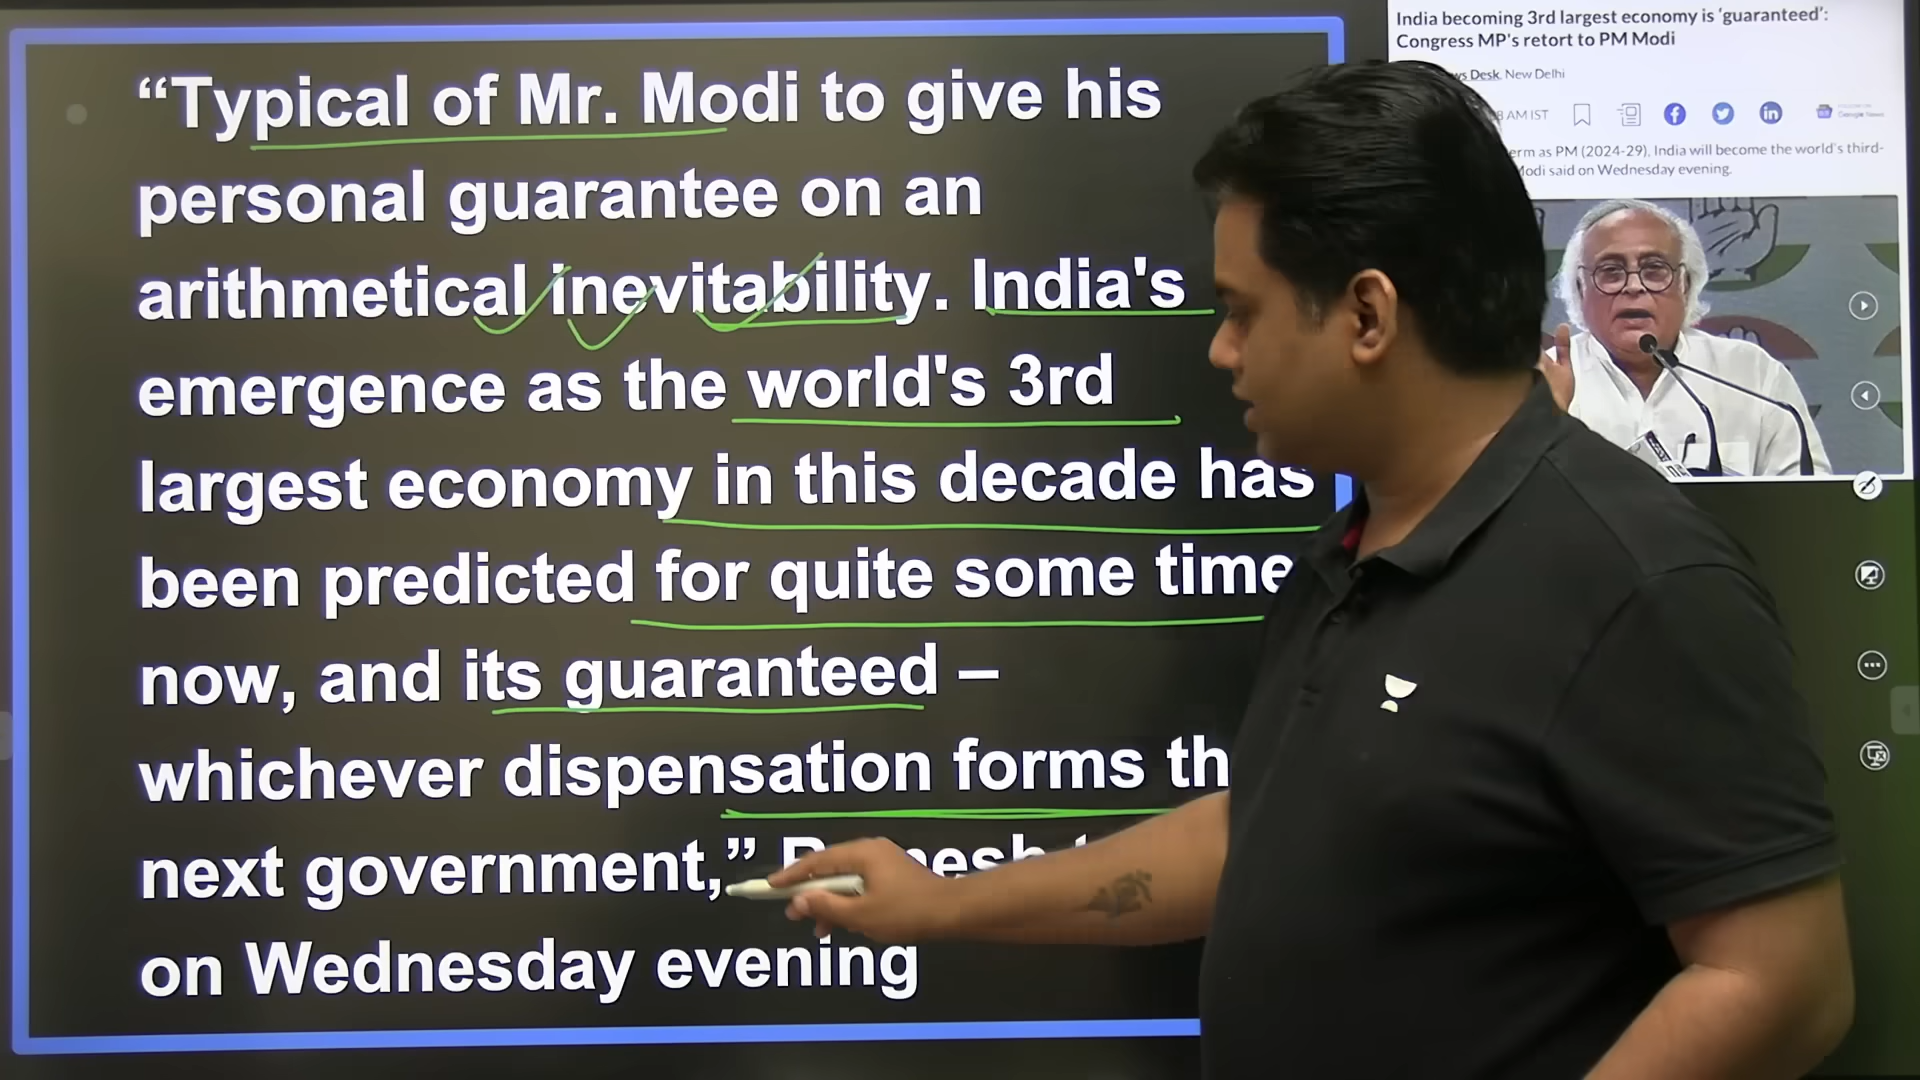 “Typical of Mr. Modi to give his
personal guarantee on an
arithmetical inevitability. India's
emergence as the world's 3rd
largest economy in this decade has
been predicted for quite some time
now, and its guaranteed –
whichever dispensation forms th
next government,”
on Wednesday evening
India becoming 3rd largest economy is ‘guaranteed’:
Congress MP's retort to PM Modi
Desk, New Delhi
AM IST
Google News
as PM (2024-29), India will become the world's third-
Modi said on Wednesday evening.